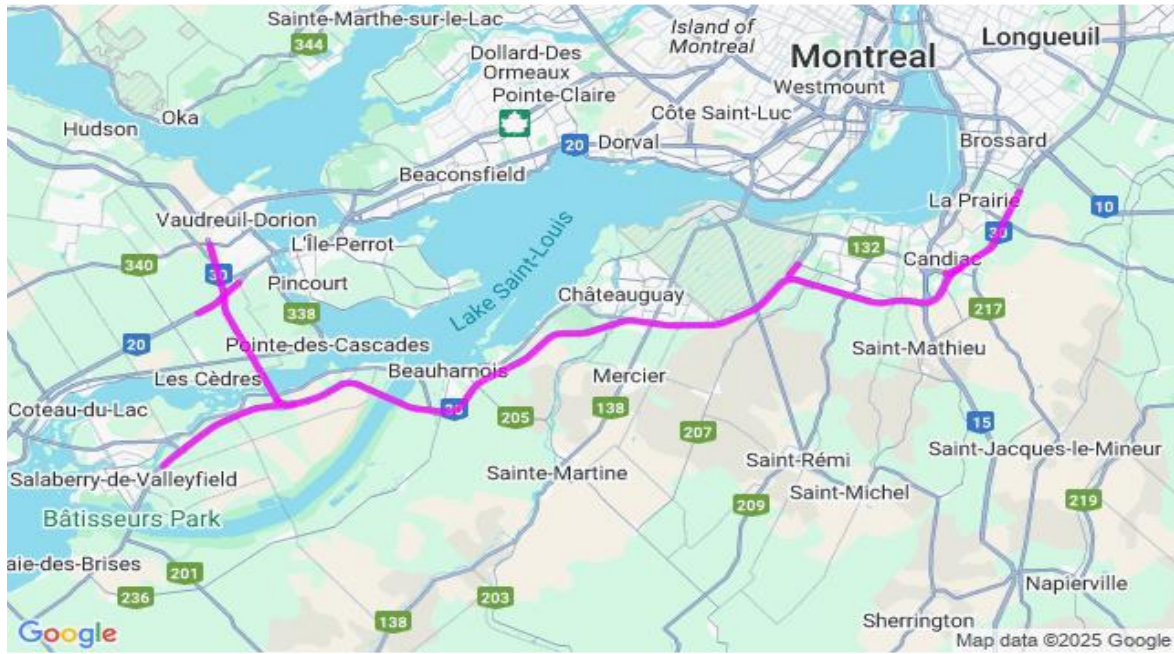 Sainte-Marthe-sur-le-Lac
344
Island of
Montreal
Longueuil
Dollard-Des
Ormeaux
Montreal
Westmount
Oka
Pointe-Claire
Côte Saint-Luc
Hudson
20
Dorval
Brossard
Beaconsfield
La Prairie
10
Vaudreuil-Dorion
L'Île-Perrot
132
30
340
30
Candiac
Pincourt
Lake Saint-Louis
Châteauguay
338
217
20
Pointe-des-Cascades
Saint-Mathieu
Les Cèdres
Beauharnois
Mercier
Coteau-du-Lac
30
205
138
15
207
Saint-Jacques-le-Mineur
Salaberry-de-Valleyfield
Sainte-Martine
Saint-Rémi
Saint-Michel
219
209
Bâtisseurs Park
aie-des-Brises
201
236
203
Napierville
138
Sherrington
Google
Map data ©2025 Google